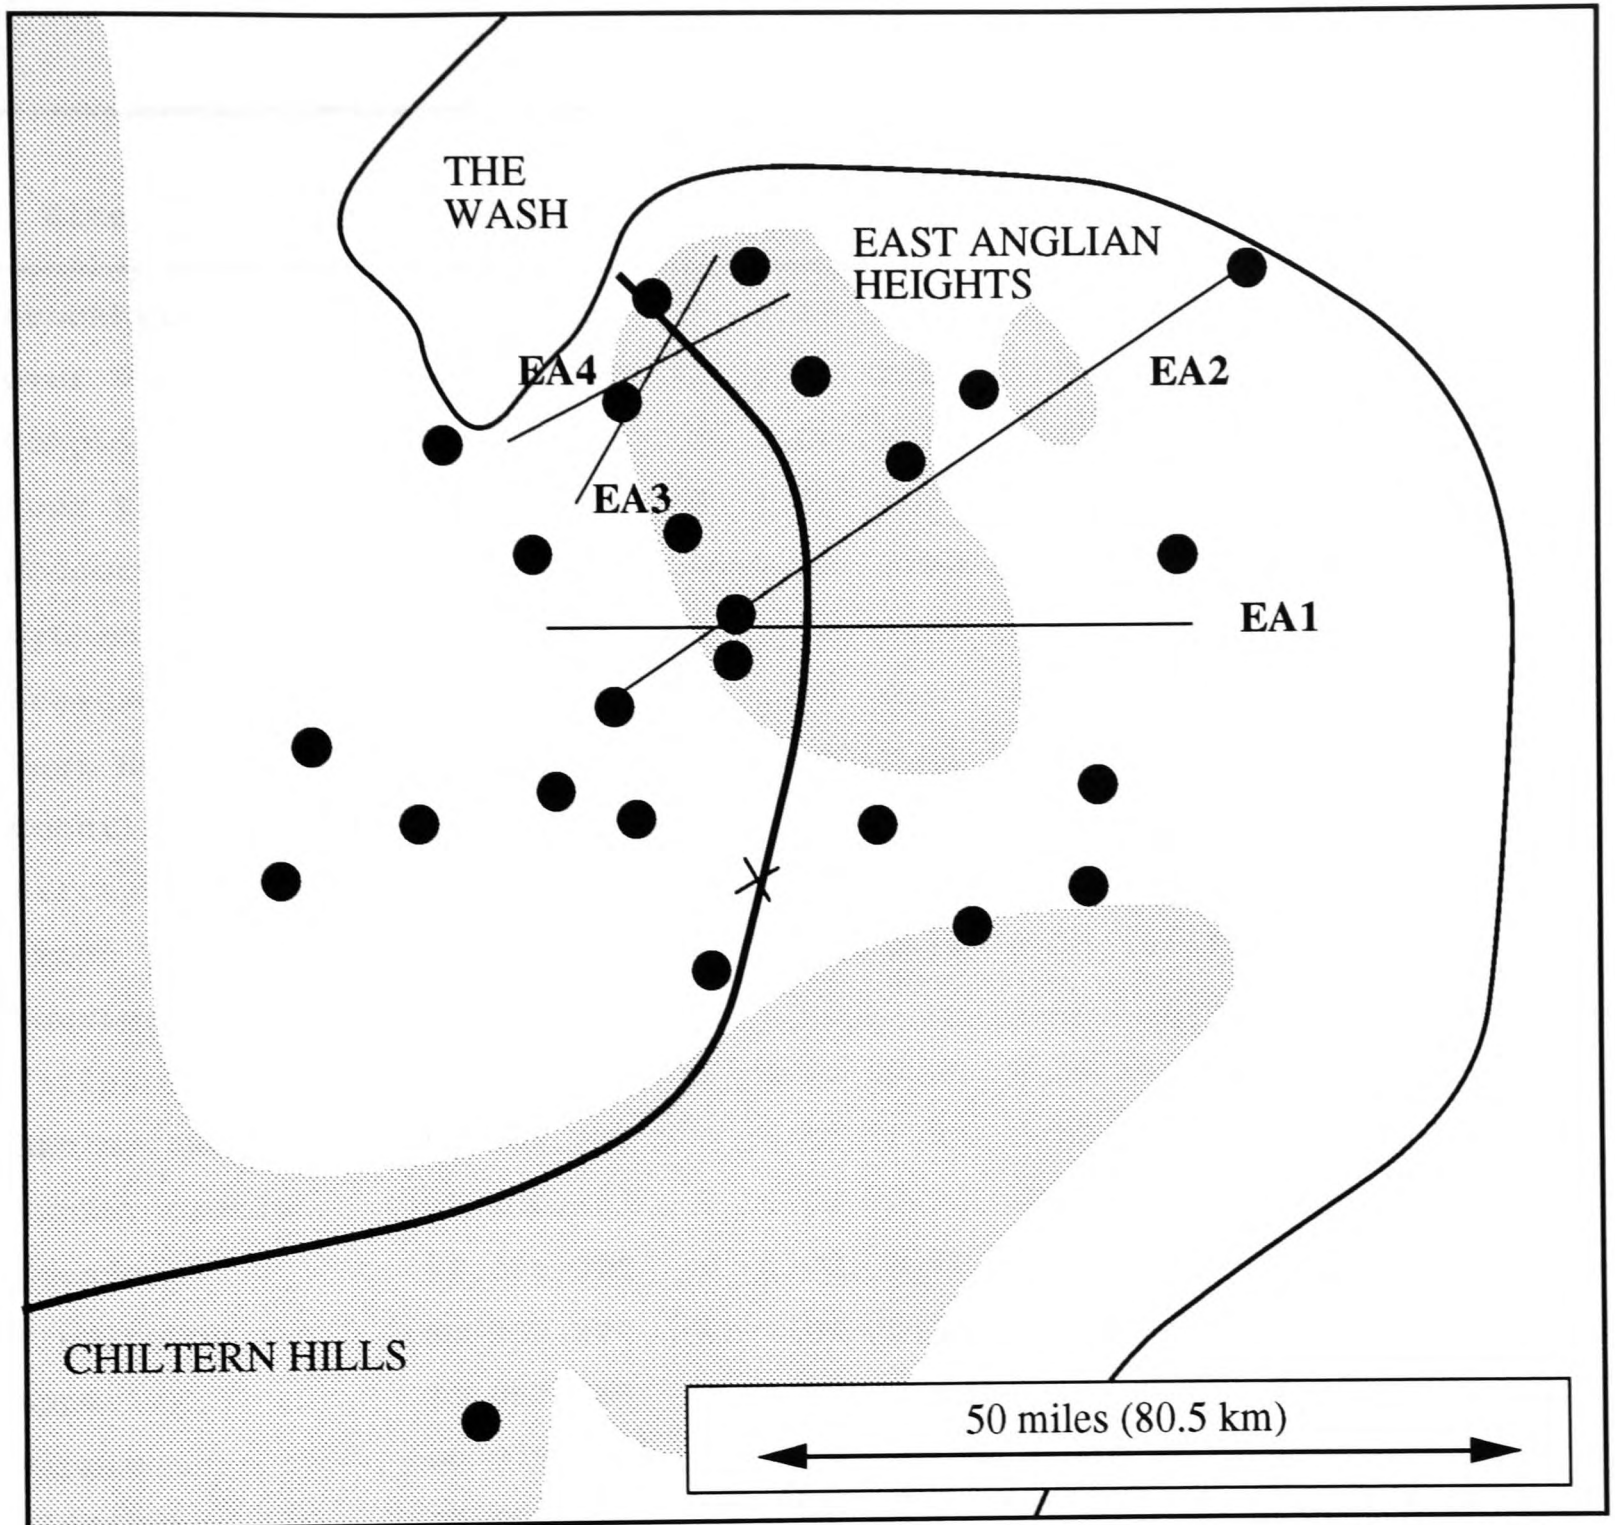 THE
WASH
EAST ANGLIAN
HEIGHTS
EA4
EA2
EA3
EA1
CHILTERN HILLS
50 miles (80.5 km)